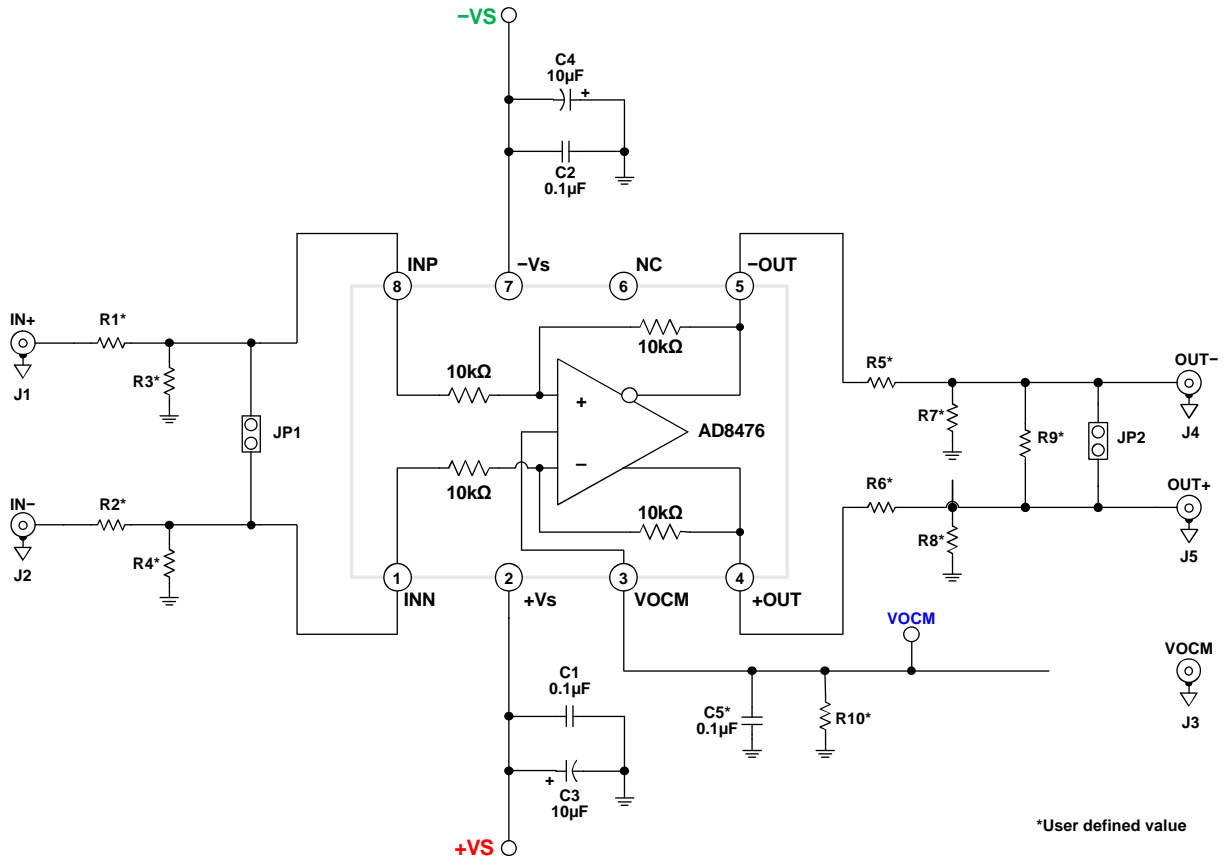 −VS
C4
10µF
+
C2
0.1µF
INP
−Vs
NC
−OUT
8
7
6
5
IN+
J1
R1*
R3*
JP1
10kΩ
10kΩ
+
−
AD8476
10kΩ
10kΩ
R5*
R7*
R9*
JP2
OUT−
J4
IN−
J2
R2*
R4*
R6*
R8*
OUT+
J5
1
2
3
4
INN
+Vs
VOCM
+OUT
VOCM
VOCM
J3
C1
0.1µF
+
C3
10µF
C5*
0.1µF
R10*
+VS
*User defined value